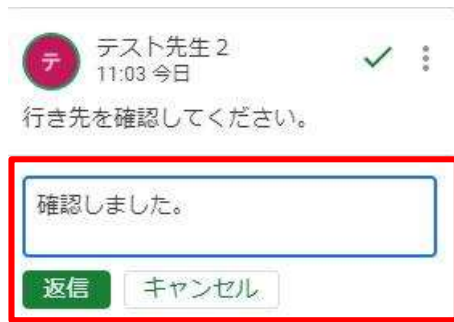 テ
テスト先生2
11:03 今日
行き先を確認してください。
確認しました。
返信 キャンセル